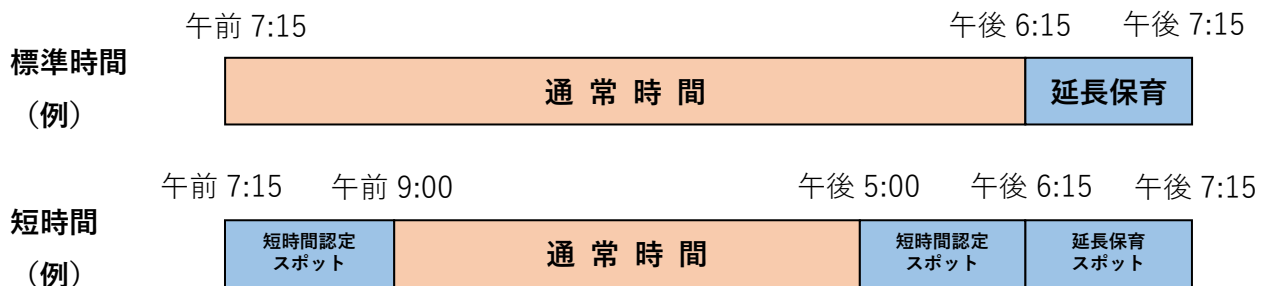 午前 7:15 午後 6:15 午後 7:15
標準時間
（例）
通 常 時 間 延長保育
午前 7:15 午前 9:00 午後 5:00 午後 6:15 午後 7:15
短時間
（例）
短時間認定
スポット
通 常 時 間
短時間認定
スポット
延長保育
スポット